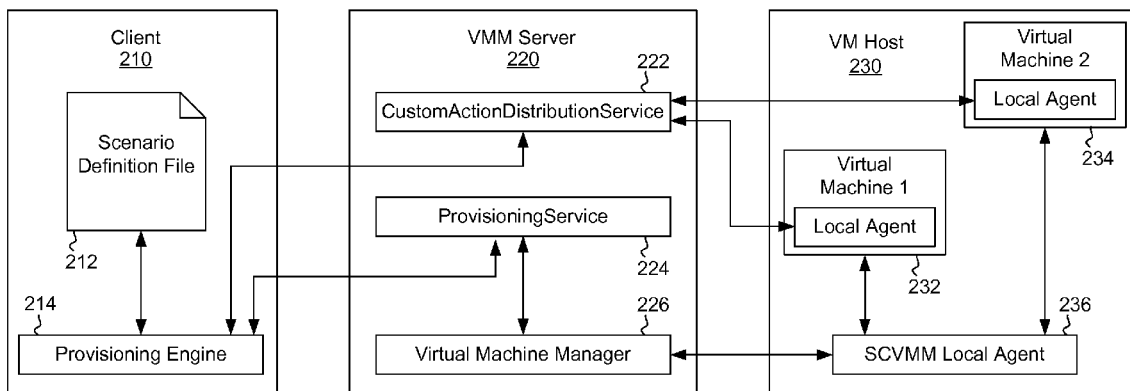 Client
210
Scenario
Definition File
212
214
Provisioning Engine
VMM Server
220
222
CustomActionDistributionService
ProvisioningService
224
226
Virtual Machine Manager
VM Host
230
Virtual
Machine 2
Local Agent
234
Virtual
Machine 1
Local Agent
232
236
SCVMM Local Agent